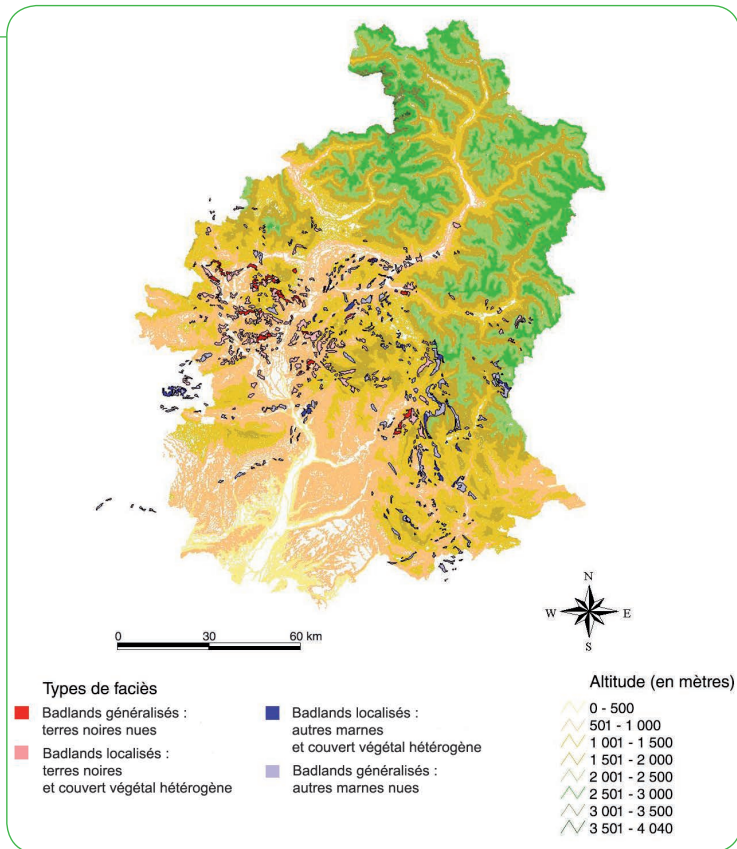 N
W E
S
0 30 60 km
Types de faciès
Badlands généralisés :
terres noires nues
Badlands localisés :
terres noires
et couvert végétal hétérogène
Badlands localisés :
autres marnes
et couvert végétal hétérogène
Badlands généralisés :
autres marnes nues
Altitude (en mètres)
0 - 500
501 - 1 000
1 001 - 1 500
1 501 - 2 000
2 001 - 2 500
2 501 - 3 000
3 001 - 3 500
3 501 - 4 040